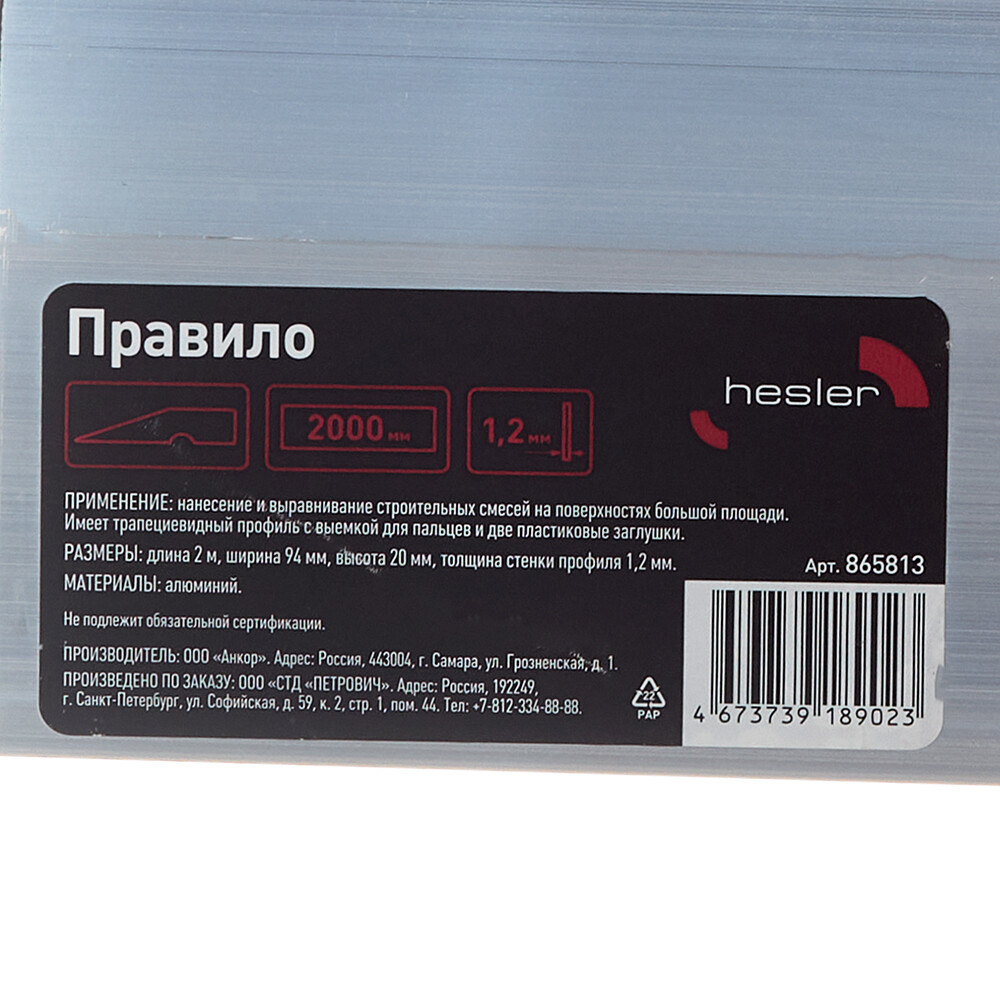 Правило
hesler
2000 мм
1,2 мм
ПРИМЕНЕНИЕ: нанесение и выравнивание строительных смесей на поверхностях большой площади.
Имеет трапециевидный профиль с выемкой для пальцев и две пластиковые заглушки.
РАЗМЕРЫ: длина 2 м, ширина 94 мм, высота 20 мм, толщина стенки профиля 1,2 мм.
Арт. 865813
МАТЕРИАЛЫ: алюминий.
Не подлежит обязательной сертификации.
ПРОИЗВОДИТЕЛЬ: ООО «Анкор». Адрес: Россия, 443004, г. Самара, ул. Грозненская, д. 1.
ПРОИЗВЕДЕНО ПО ЗАКАЗУ: ООО «СТД «ПЕТРОВИЧ». Адрес: Россия, 192249,
г. Санкт-Петербург, ул. Софийская, д. 59, к. 2, стр. 1, пом. 44. Тел: +7-812-334-88-88.
22
PAP
4 673739 189023